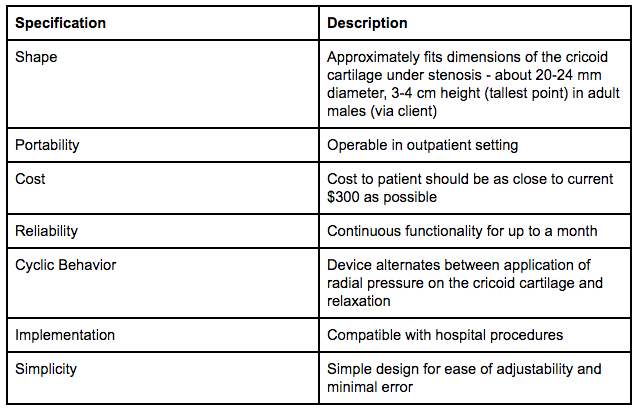 Specification Description
Shape Approximately fits dimensions of the cricoid
cartilage under stenosis - about 20-24 mm
diameter, 3-4 cm height (tallest point) in adult
males (via client)
Portability Operable in outpatient setting
Cost Cost to patient should be as close to current
$300 as possible
Reliability Continuous functionality for up to a month
Cyclic Behavior Device alternates between application of
radial pressure on the cricoid cartilage and
relaxation
Implementation Compatible with hospital procedures
Simplicity Simple design for ease of adjustability and
minimal error